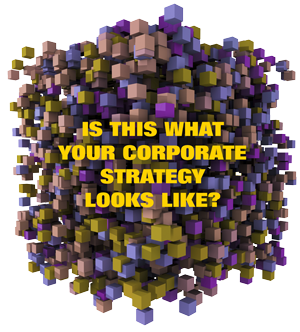 IS THIS WHAT
YOUR CORPORATE
STRATEGY
LOOKS LIKE?